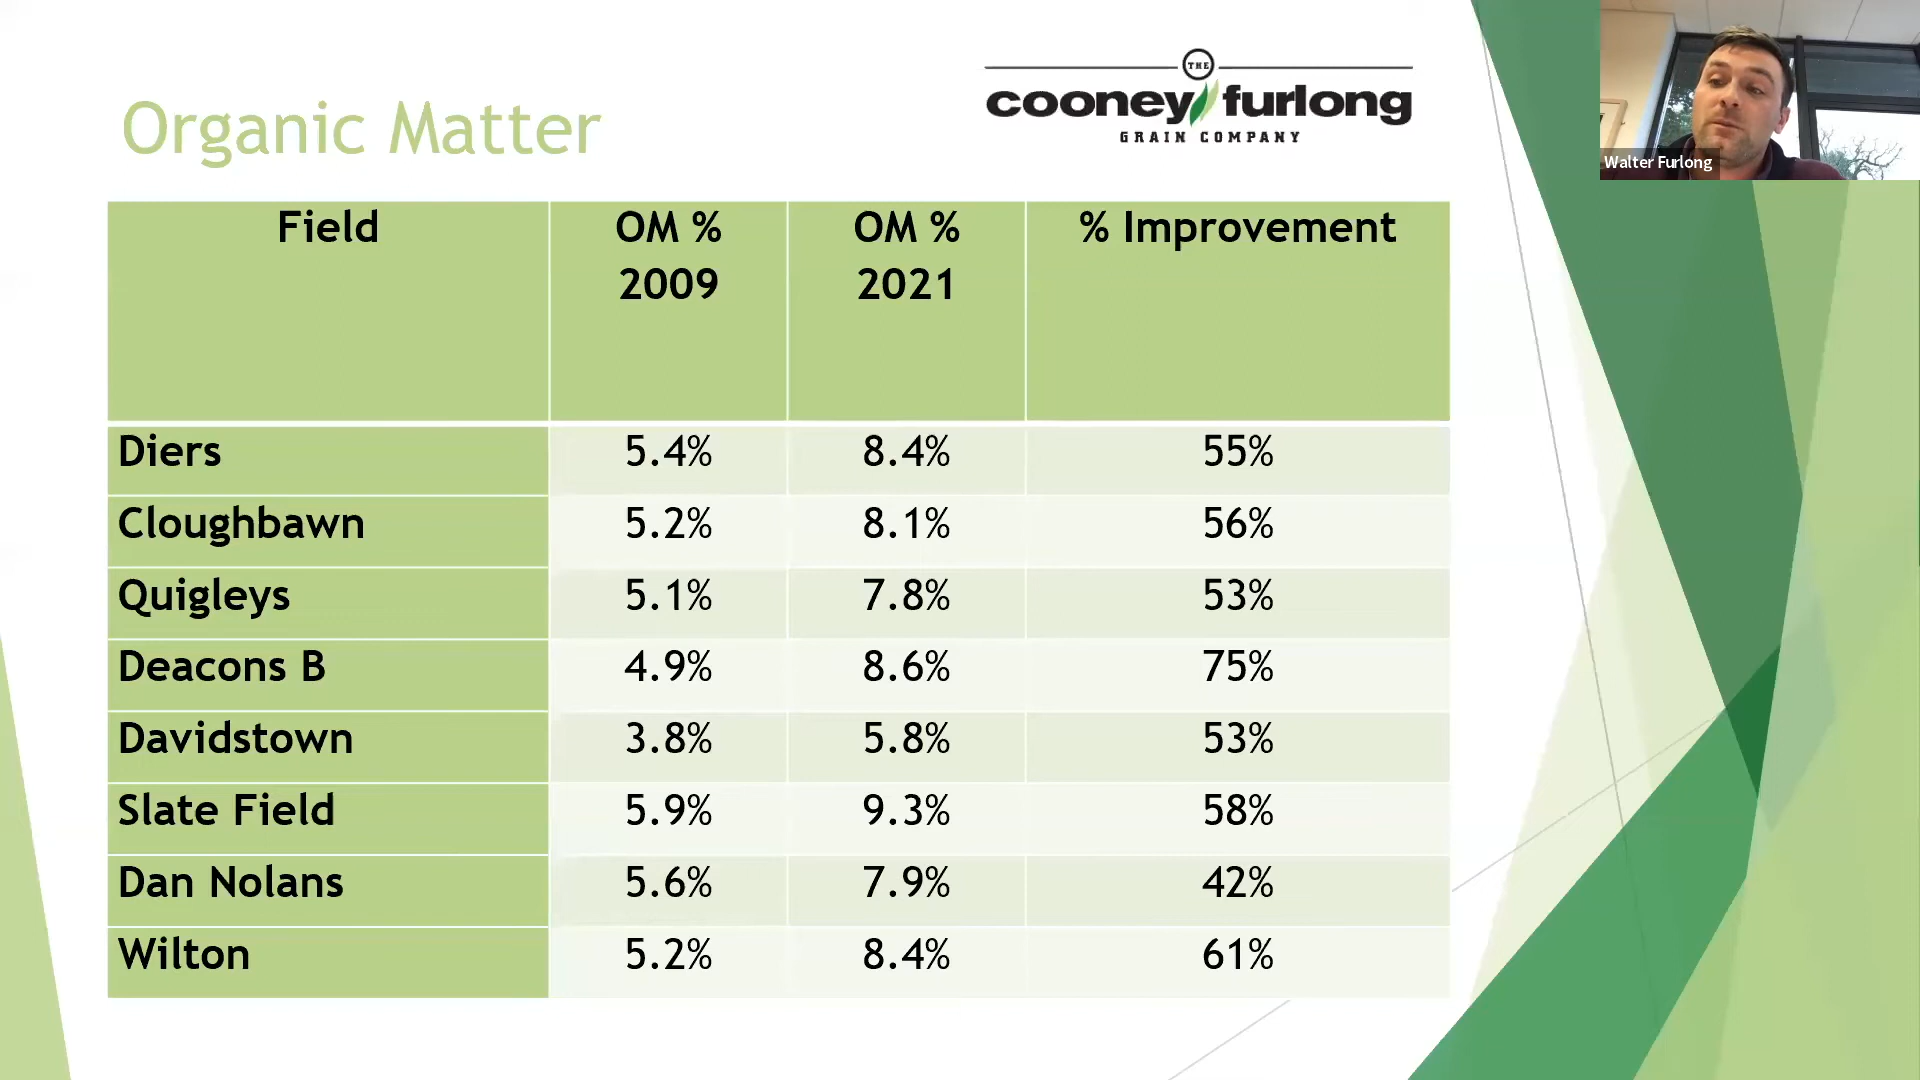 THE
cooney furlong
GRAIN COMPANY
Walter Furlong
Organic Matter
Field OM % OM % % Improvement
2009 2021
Diers 5.4% 8.4% 55%
Cloughbawn 5.2% 8.1% 56%
Quigleys 5.1% 7.8% 53%
Deacons B 4.9% 8.6% 75%
Davidstown 3.8% 5.8% 53%
Slate Field 5.9% 9.3% 58%
Dan Nolans 5.6% 7.9% 42%
Wilton 5.2% 8.4% 61%